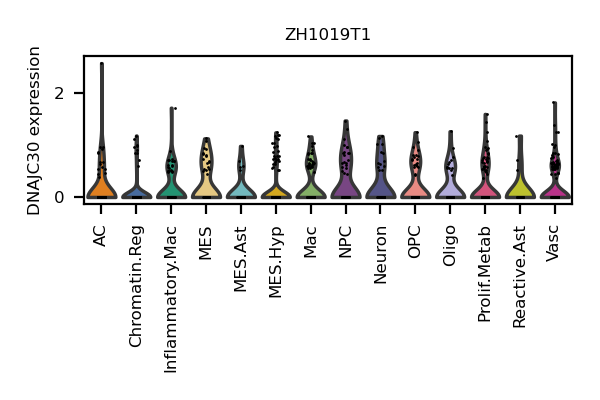 ZH1019T1
DNAJC30 expression
2
0
AC
Chromatin.Reg
Inflammatory.Mac
MES
MES.Ast
MES.Hyp
Mac
NPC
Neuron
OPC
Oligo
Prolif.Metab
Reactive.Ast
Vasc